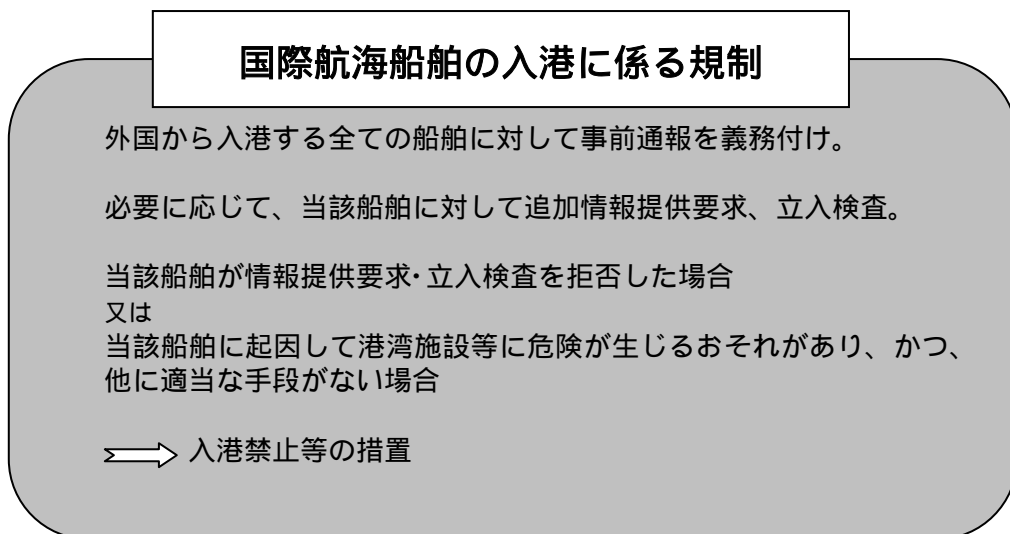 国際航海船舶の入港に係る規制
外国から入港する全ての船舶に対して事前通報を義務付け。
必要に応じて、当該船舶に対して追加情報提供要求、立入検査。
当該船舶が情報提供要求･立入検査を拒否した場合
又は
当該船舶に起因して港湾施設等に危険が生じるおそれがあり、かつ、
他に適当な手段がない場合
入港禁止等の措置